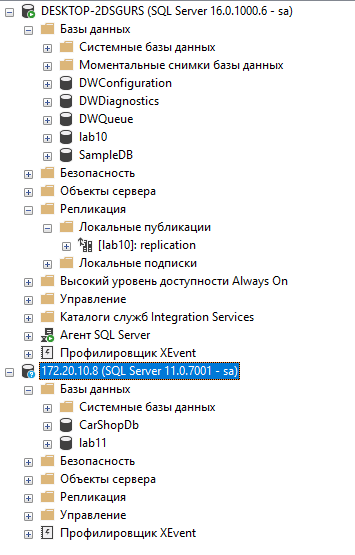 DESKTOP-2DSGURS (SQL Server 16.0.1000.6 - sa)
Базы данных
Системные базы данных
Моментальные снимки базы данных
DWConfiguration
DWDiagnostics
DWQueue
lab10
SampleDB
Безопасность
Объекты сервера
Репликация
Локальные публикации
[lab10]: replication
Локальные подписки
Высокий уровень доступности Always On
Управление
Каталоги служб Integration Services
Агент SQL Server
Профилировщик XEvent
172.20.10.8 (SQL Server 11.0.7001 - sa)
Базы данных
Системные базы данных
CarShopDb
lab11
Безопасность
Объекты сервера
Репликация
Управление
Профилировщик XEvent